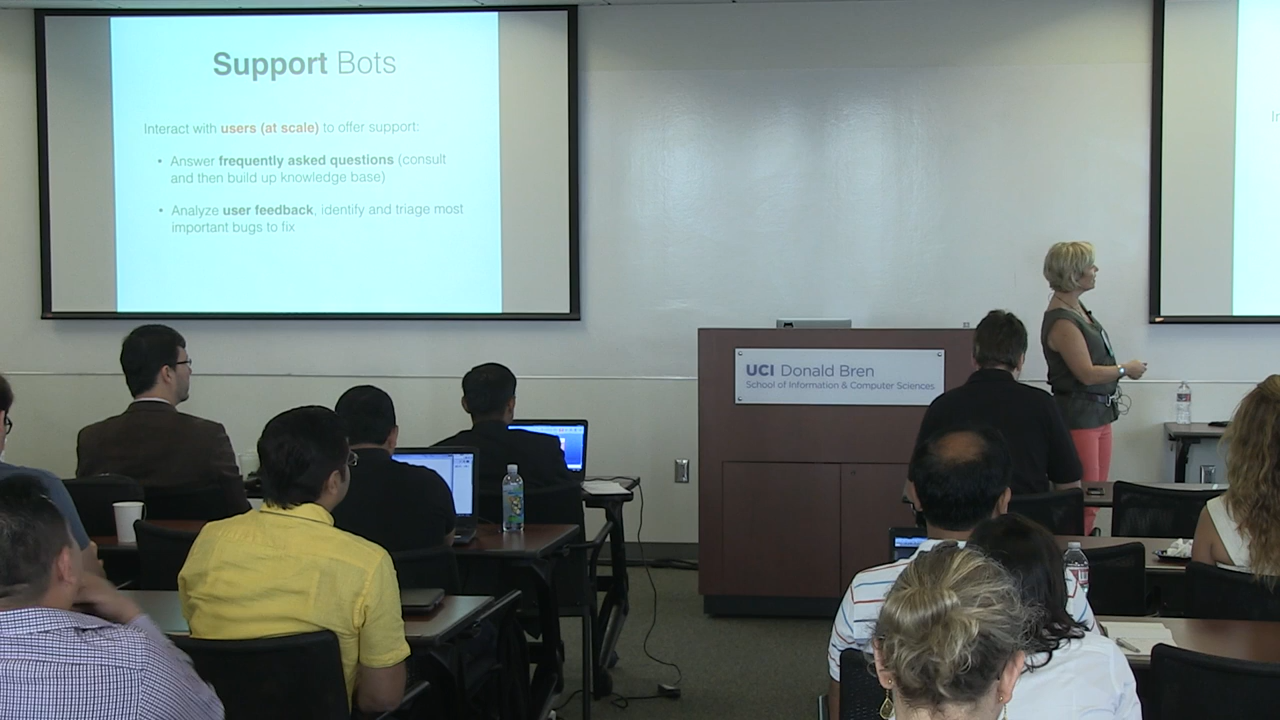 Support Bots
Interact with users (at scale) to offer support:
• Answer frequently asked questions (consult
and then build up knowledge base)
• Analyze user feedback, identify and triage most
important bugs to fix
UCI Donald Bren
School of Information & Computer Sciences